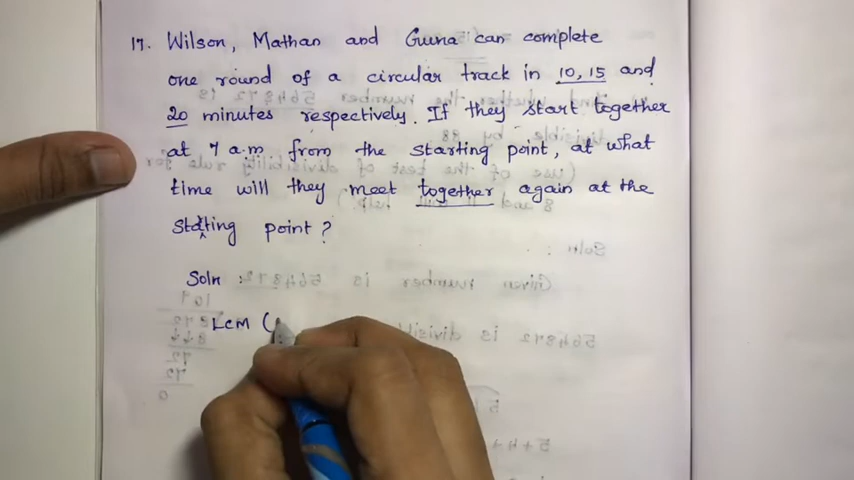 17. Wilson, Mathan and Guna can complete
one round of a circular track in 10, 15 and
20 minutes respectively. If they start together
at 7 a.m from the starting point, at what
time will they meet together again at the
starting point?
Soln :
LCM (